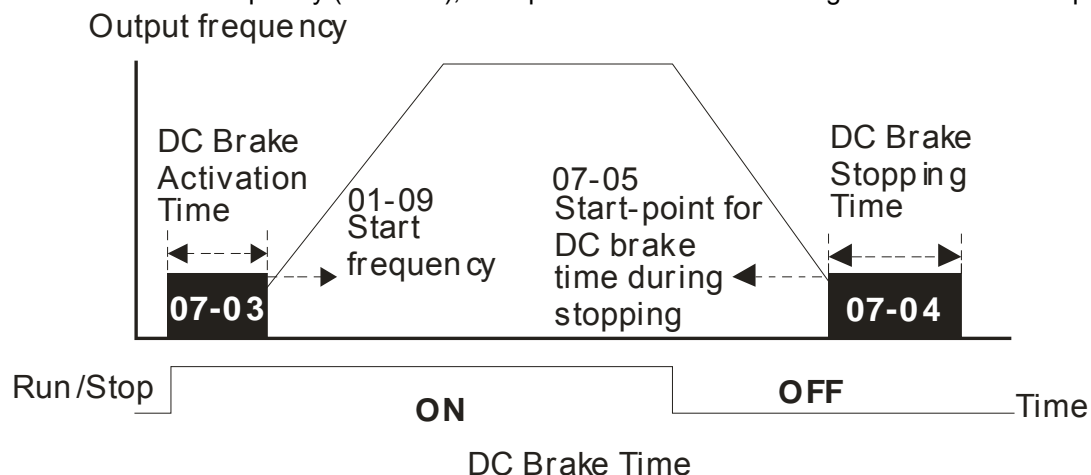 Output frequency
DC Brake
Activation
Time
01-09
Start
frequency
07-05
Start-point for
DC brake
time during
stopping
DC Brake
Stopping
Time
07-03
07-04
Run/Stop
ON
OFF
Time
DC Brake Time